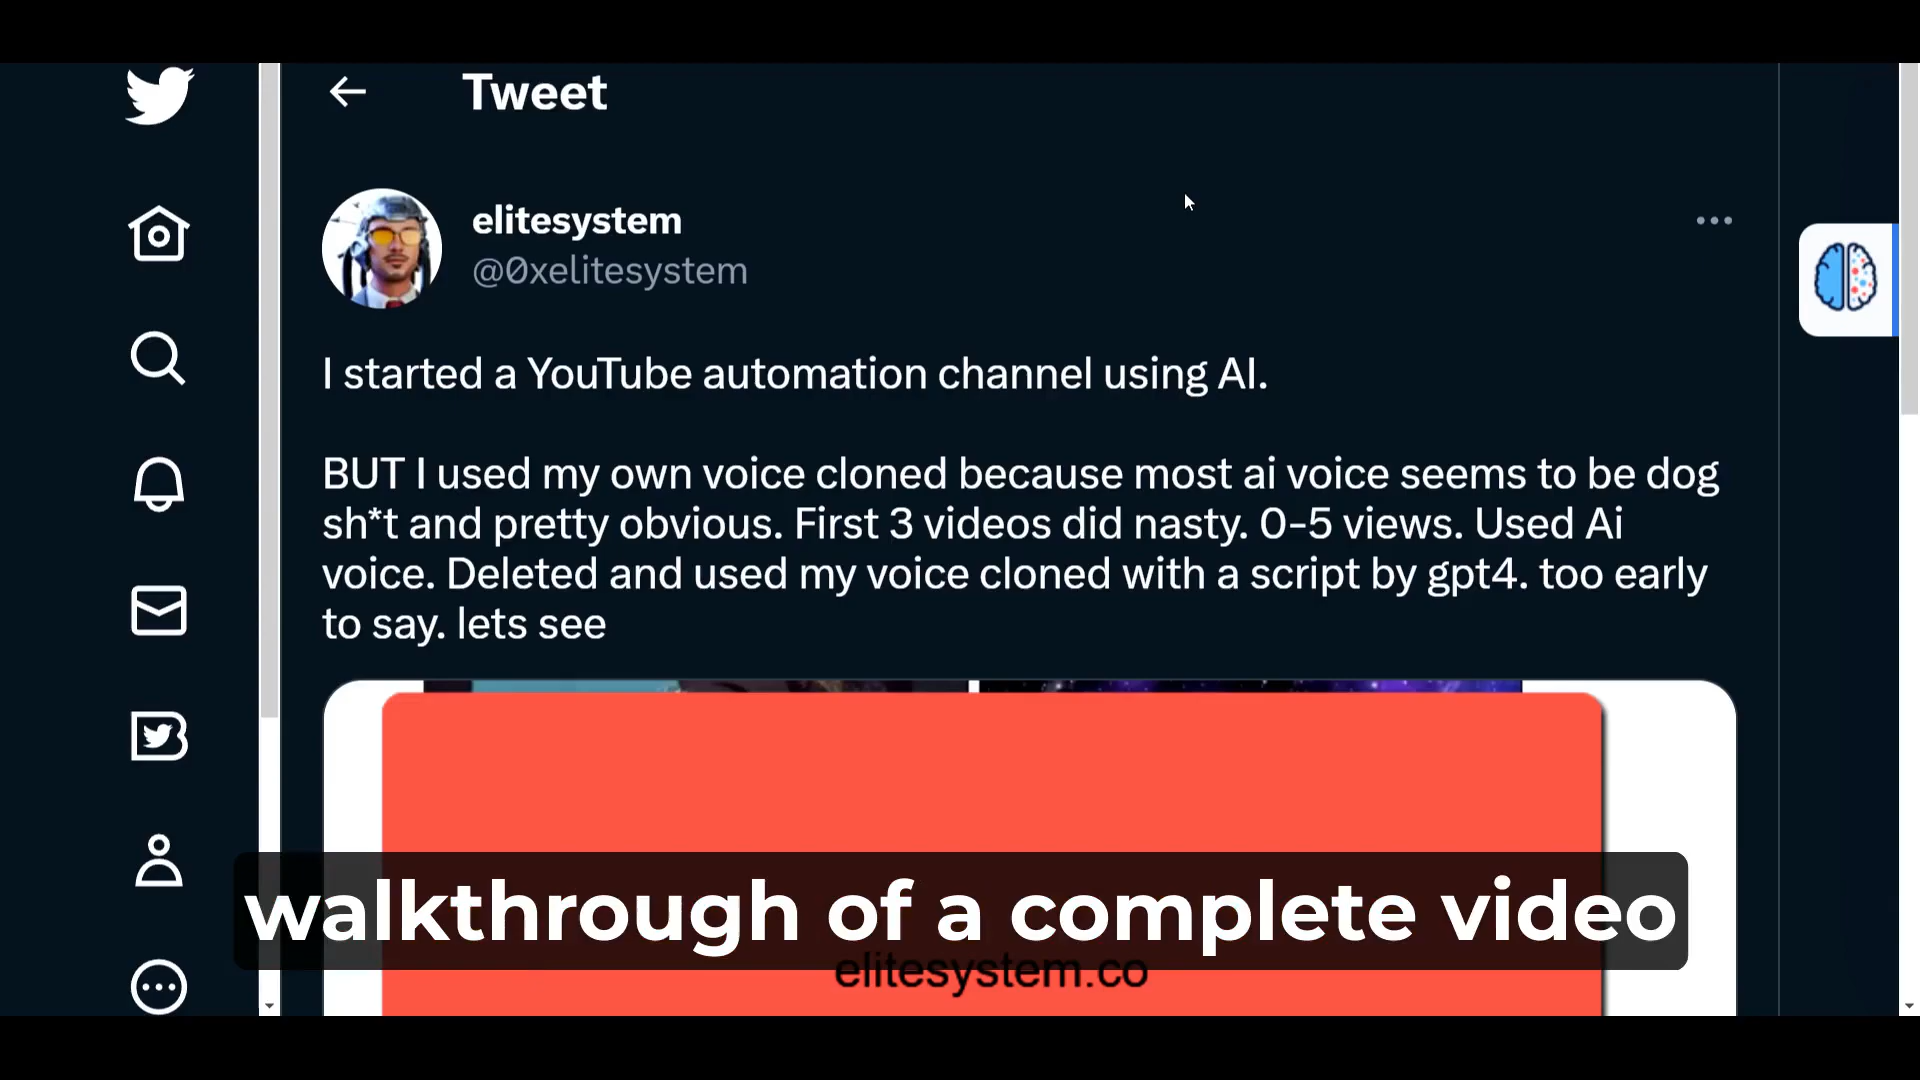 Tweet
elitesystem
@0xelitesystem
I started a YouTube automation channel using AI.
BUT I used my own voice cloned because most ai voice seems to be dog
sh*t and pretty obvious. First 3 videos did nasty. 0-5 views. Used Ai
voice. Deleted and used my voice cloned with a script by gpt4. too early
to say. lets see
walkthrough of a complete video
elitesystem.co